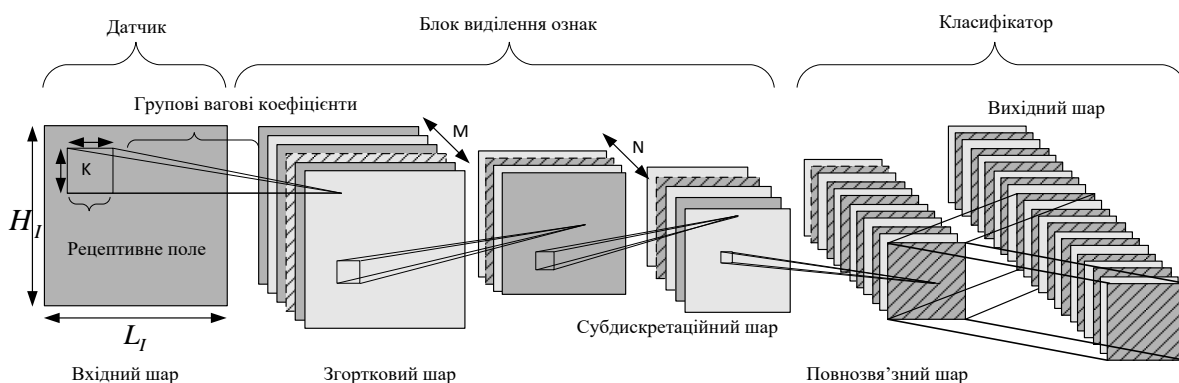 Датчик
Блок виділення ознак
Класифікатор
Групові вагові коефіцієнти
Вихідний шар
M
N
K
H_I
Рецептивне поле
Субдискретаційний шар
L_I
Вхідний шар
Згортковий шар
Повнозв’язний шар